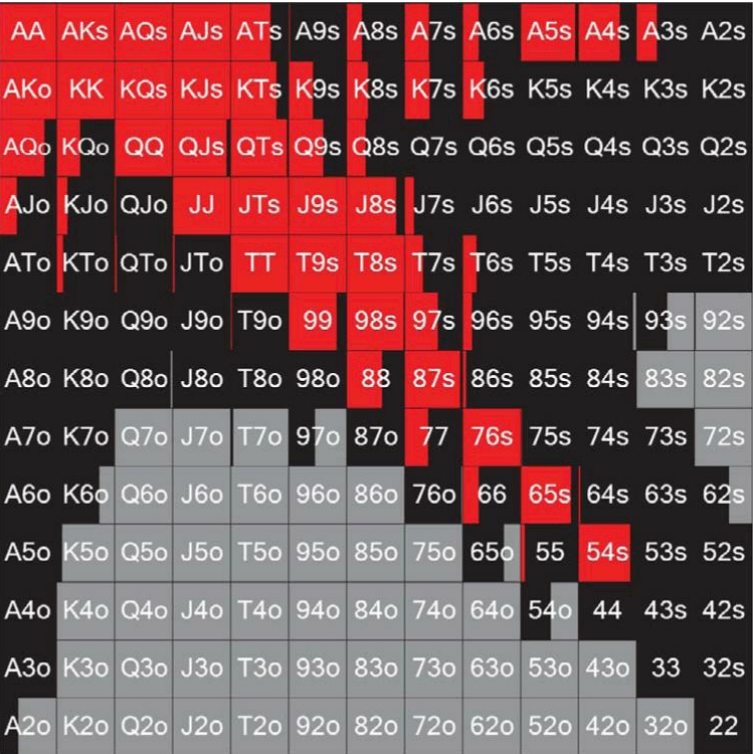 AA AKs AQs AJs ATs A9s A8s A7s A6s A5s A4s A3s A2s
AKo KK KQs KJs KTs K9s K8s K7s K6s K5s K4s K3s K2s
AQo KQo QQ QJs QTs Q9s Q8s Q7s Q6s Q5s Q4s Q3s Q2s
AJo KJo QJo JJ JTs J9s J8s J7s J6s J5s J4s J3s J2s
ATo KTo QTo JTo TT T9s T8s T7s T6s T5s T4s T3s T2s
A9o K9o Q9o J9o T9o 99 98s 97s 96s 95s 94s 93s 92s
A8o K8o Q8o J8o T8o 98o 88 87s 86s 85s 84s 83s 82s
A7o K7o Q7o J7o T7o 97o 87o 77 76s 75s 74s 73s 72s
A6o K6o Q6o J6o T6o 96o 86o 76o 66 65s 64s 63s 62s
A5o K5o Q5o J5o T5o 95o 85o 75o 65o 55 54s 53s 52s
A4o K4o Q4o J4o T4o 94o 84o 74o 64o 54o 44 43s 42s
A3o K3o Q3o J3o T3o 93o 83o 73o 63o 53o 43o 33 32s
A2o K2o Q2o J2o T2o 92o 82o 72o 62o 52o 42o 32o 22